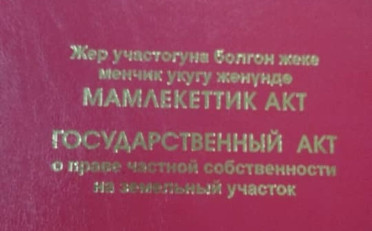 Жер участогуна болгон жеке
менчик укугу жөнүндө
МАМЛЕКЕТТИК АКТ
ГОСУДАРСТВЕННЫЙ АКТ
о праве частной собственности
на земельный участок